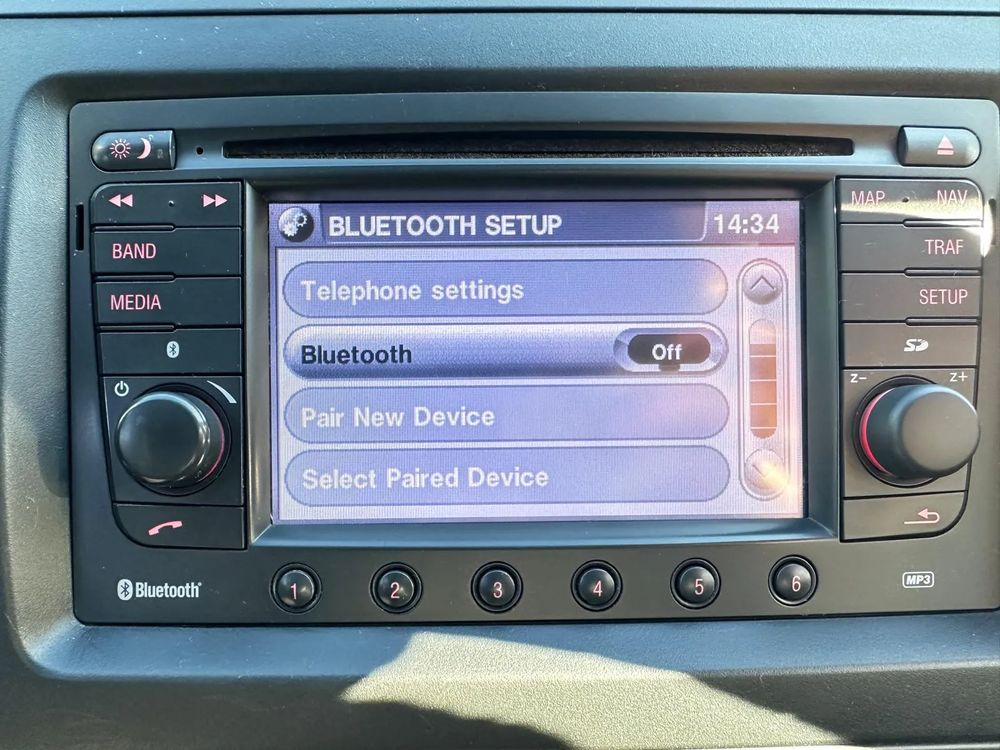 BLUETOOTH SETUP 14:34
MAP NAV
BAND
TRAF
Telephone settings
MEDIA
SETUP
Bluetooth Off
SD
z- z+
Pair New Device
Select Paired Device
Bluetooth
1 2 3 4 5 6
MP3